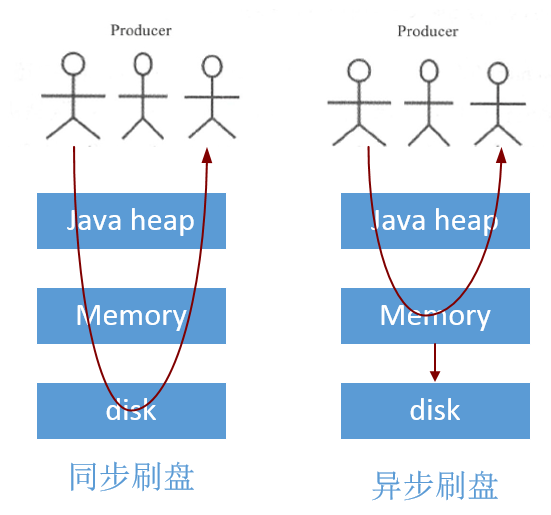 Producer
Java heap
Memory
disk
同步刷盘
Producer
Java heap
Memory
disk
异步刷盘